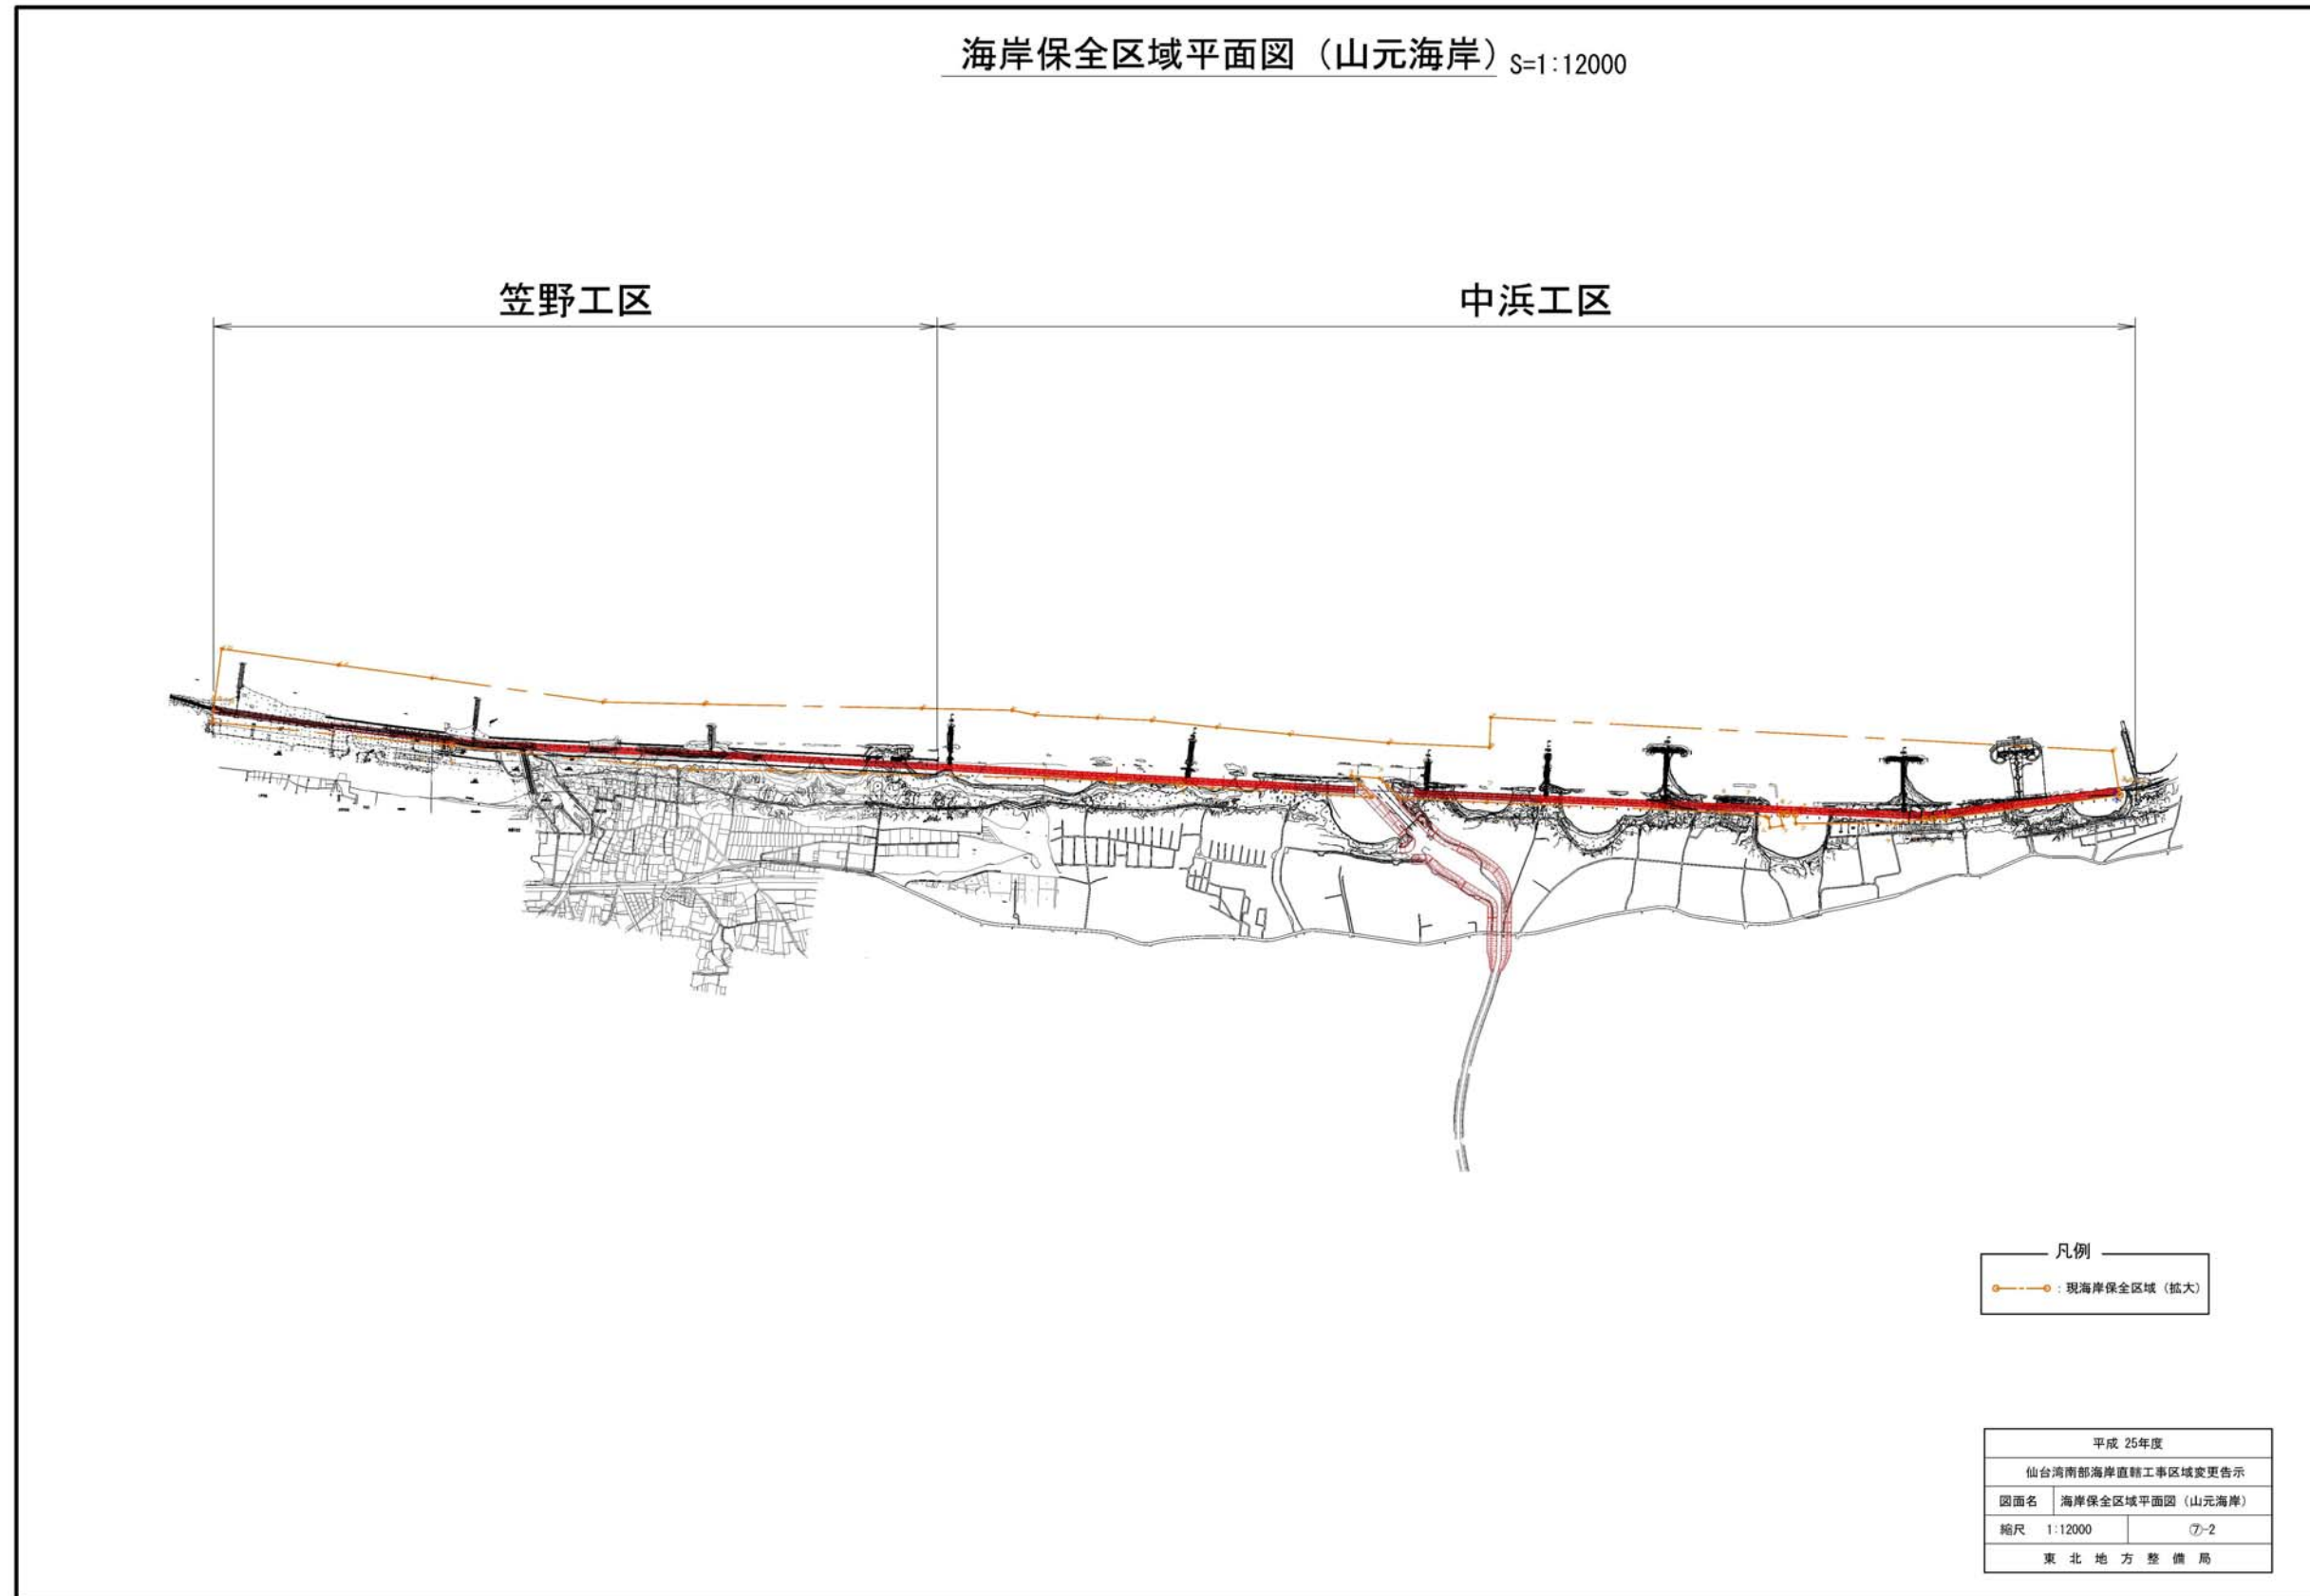 海岸保全区域平面図（山元海岸）S=1:12000
笠野工区
中浜工区
凡例
：現海岸保全区域（拡大）
平成 25年度
仙台湾南部海岸直轄工事区域変更告示
図面名 海岸保全区域平面図（山元海岸）
縮尺 1:12000 ⑦-2
東 北 地 方 整 備 局